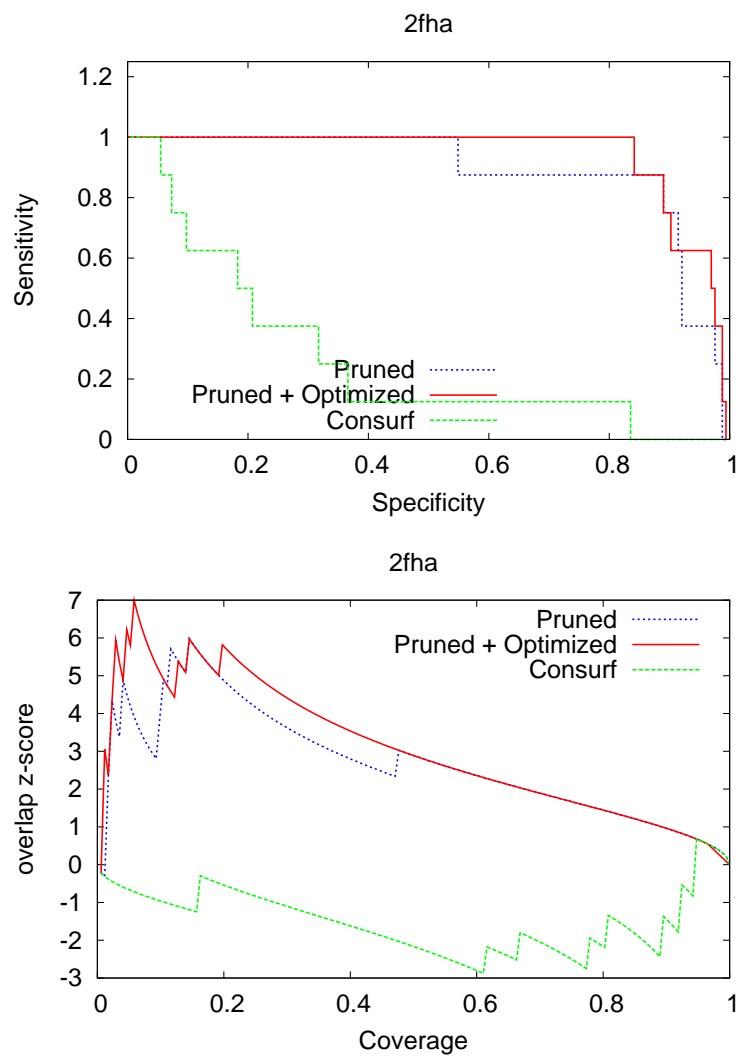 2fha
1.2
1
0.8
0.6
0.4
0.2
0
Sensitivity
Pruned
Pruned + Optimized
Consurf
0 0.2 0.4 0.6 0.8 1
Specificity
2fha
7
6
5
4
3
2
1
0
-1
-2
-3
overlap z-score
Pruned
Pruned + Optimized
Consurf
0 0.2 0.4 0.6 0.8 1
Coverage